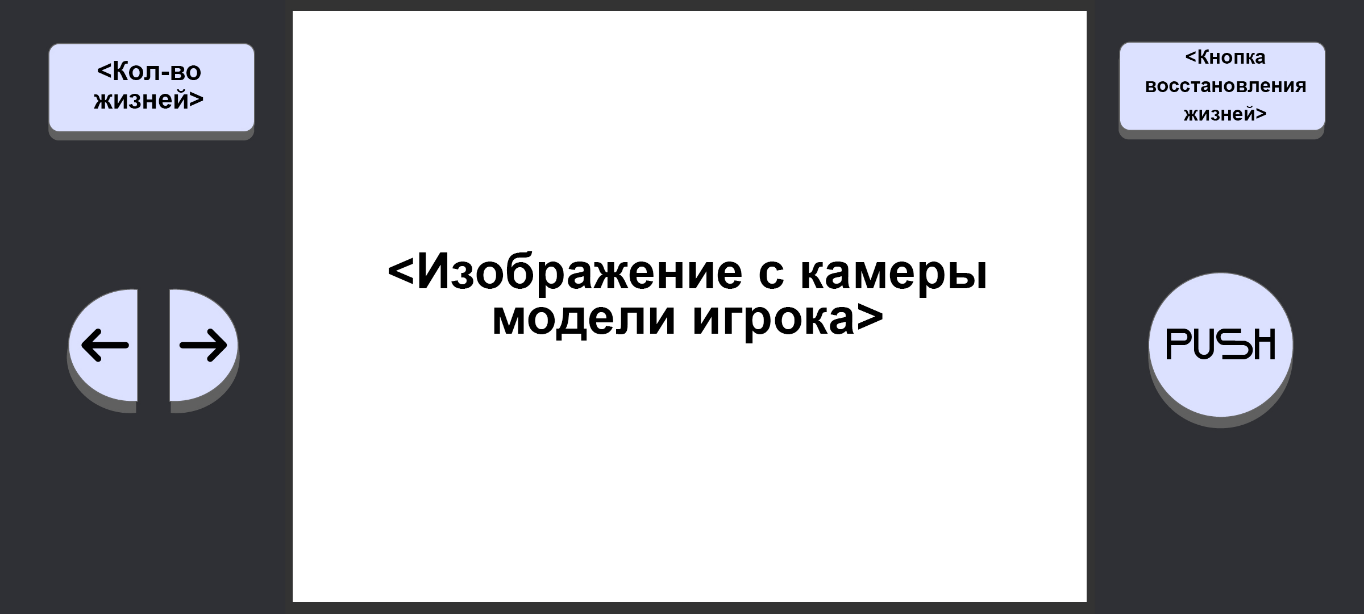 <Кол-во
жизней>
<Кнопка
восстановления
жизней>
<Изображение с камеры
модели игрока>
PUSH